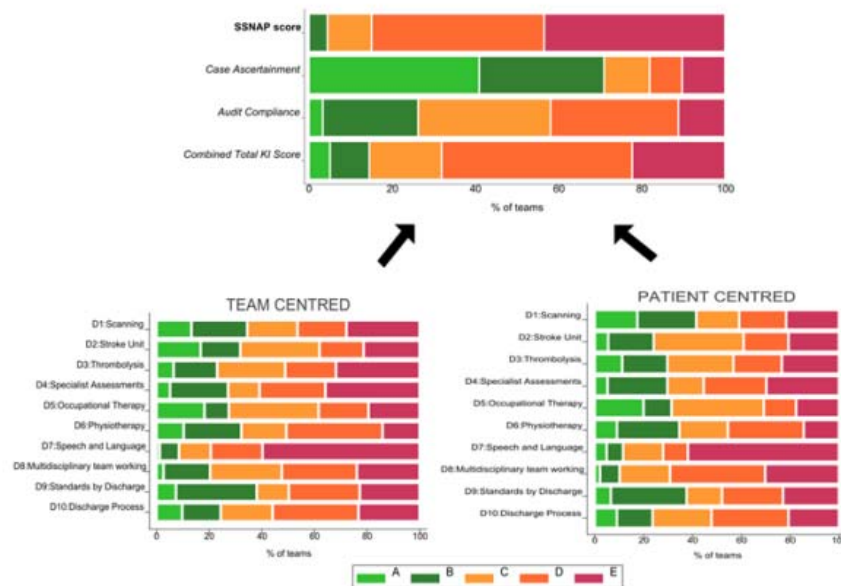 SSNAP score
Case Ascertainment
Audit Compliance
Combined Total KI Score
0 20 40 60 80 100
% of teams
TEAM CENTRED
D1:Scanning
D2:Stroke Unit
D3:Thrombolysis
D4:Specialist Assessments
D5:Occupational Therapy
D6:Physiotherapy
D7:Speech and Language
D8:Multidisciplinary team working
D9:Standards by Discharge
D10:Discharge Process
0 20 40 60 80 100
% of teams
PATIENT CENTRED
D1:Scanning
D2:Stroke Unit
D3:Thrombolysis
D4:Specialist Assessments
D5:Occupational Therapy
D6:Physiotherapy
D7:Speech and Language
D8:Multidisciplinary team working
D9:Standards by Discharge
D10:Discharge Process
0 20 40 60 80
% of teams
A B C D E